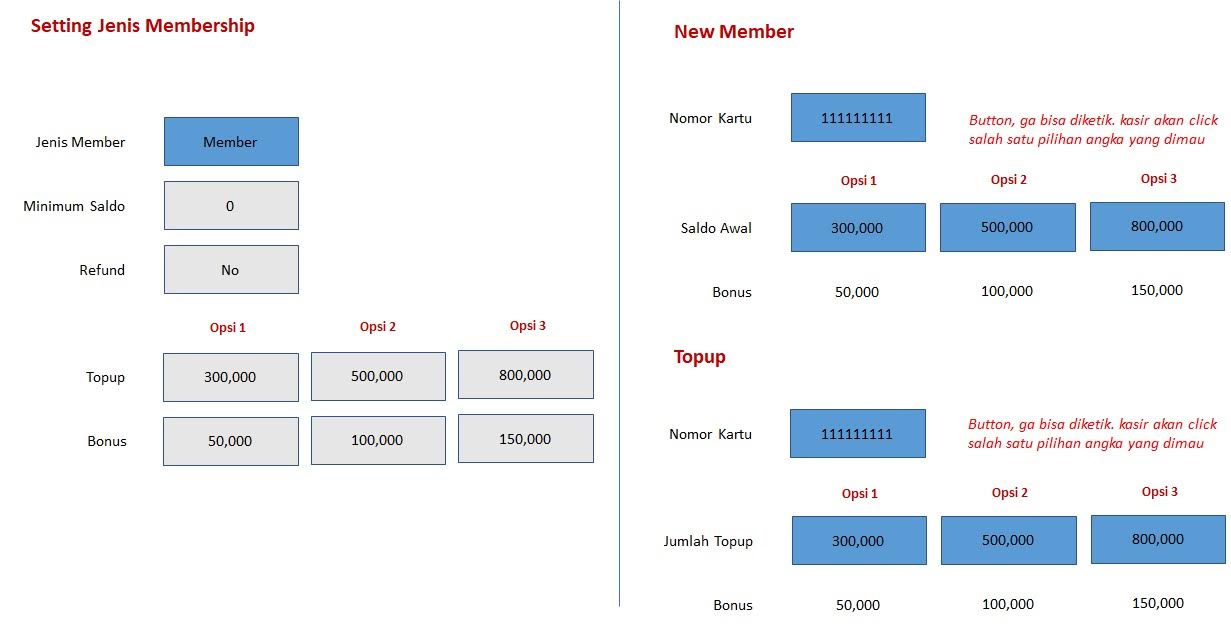 Setting Jenis Membership
Jenis Member Member
Minimum Saldo 0
Refund No
Opsi 1 Opsi 2 Opsi 3
Topup 300,000 500,000 800,000
Bonus 50,000 100,000 150,000
New Member
Nomor Kartu 111111111
Button, ga bisa diketik. kasir akan click
salah satu pilihan angka yang dimau
Opsi 1 Opsi 2 Opsi 3
Saldo Awal 300,000 500,000 800,000
Bonus 50,000 100,000 150,000
Topup
Nomor Kartu 111111111
Button, ga bisa diketik. kasir akan click
salah satu pilihan angka yang dimau
Opsi 1 Opsi 2 Opsi 3
Jumlah Topup 300,000 500,000 800,000
Bonus 50,000 100,000 150,000